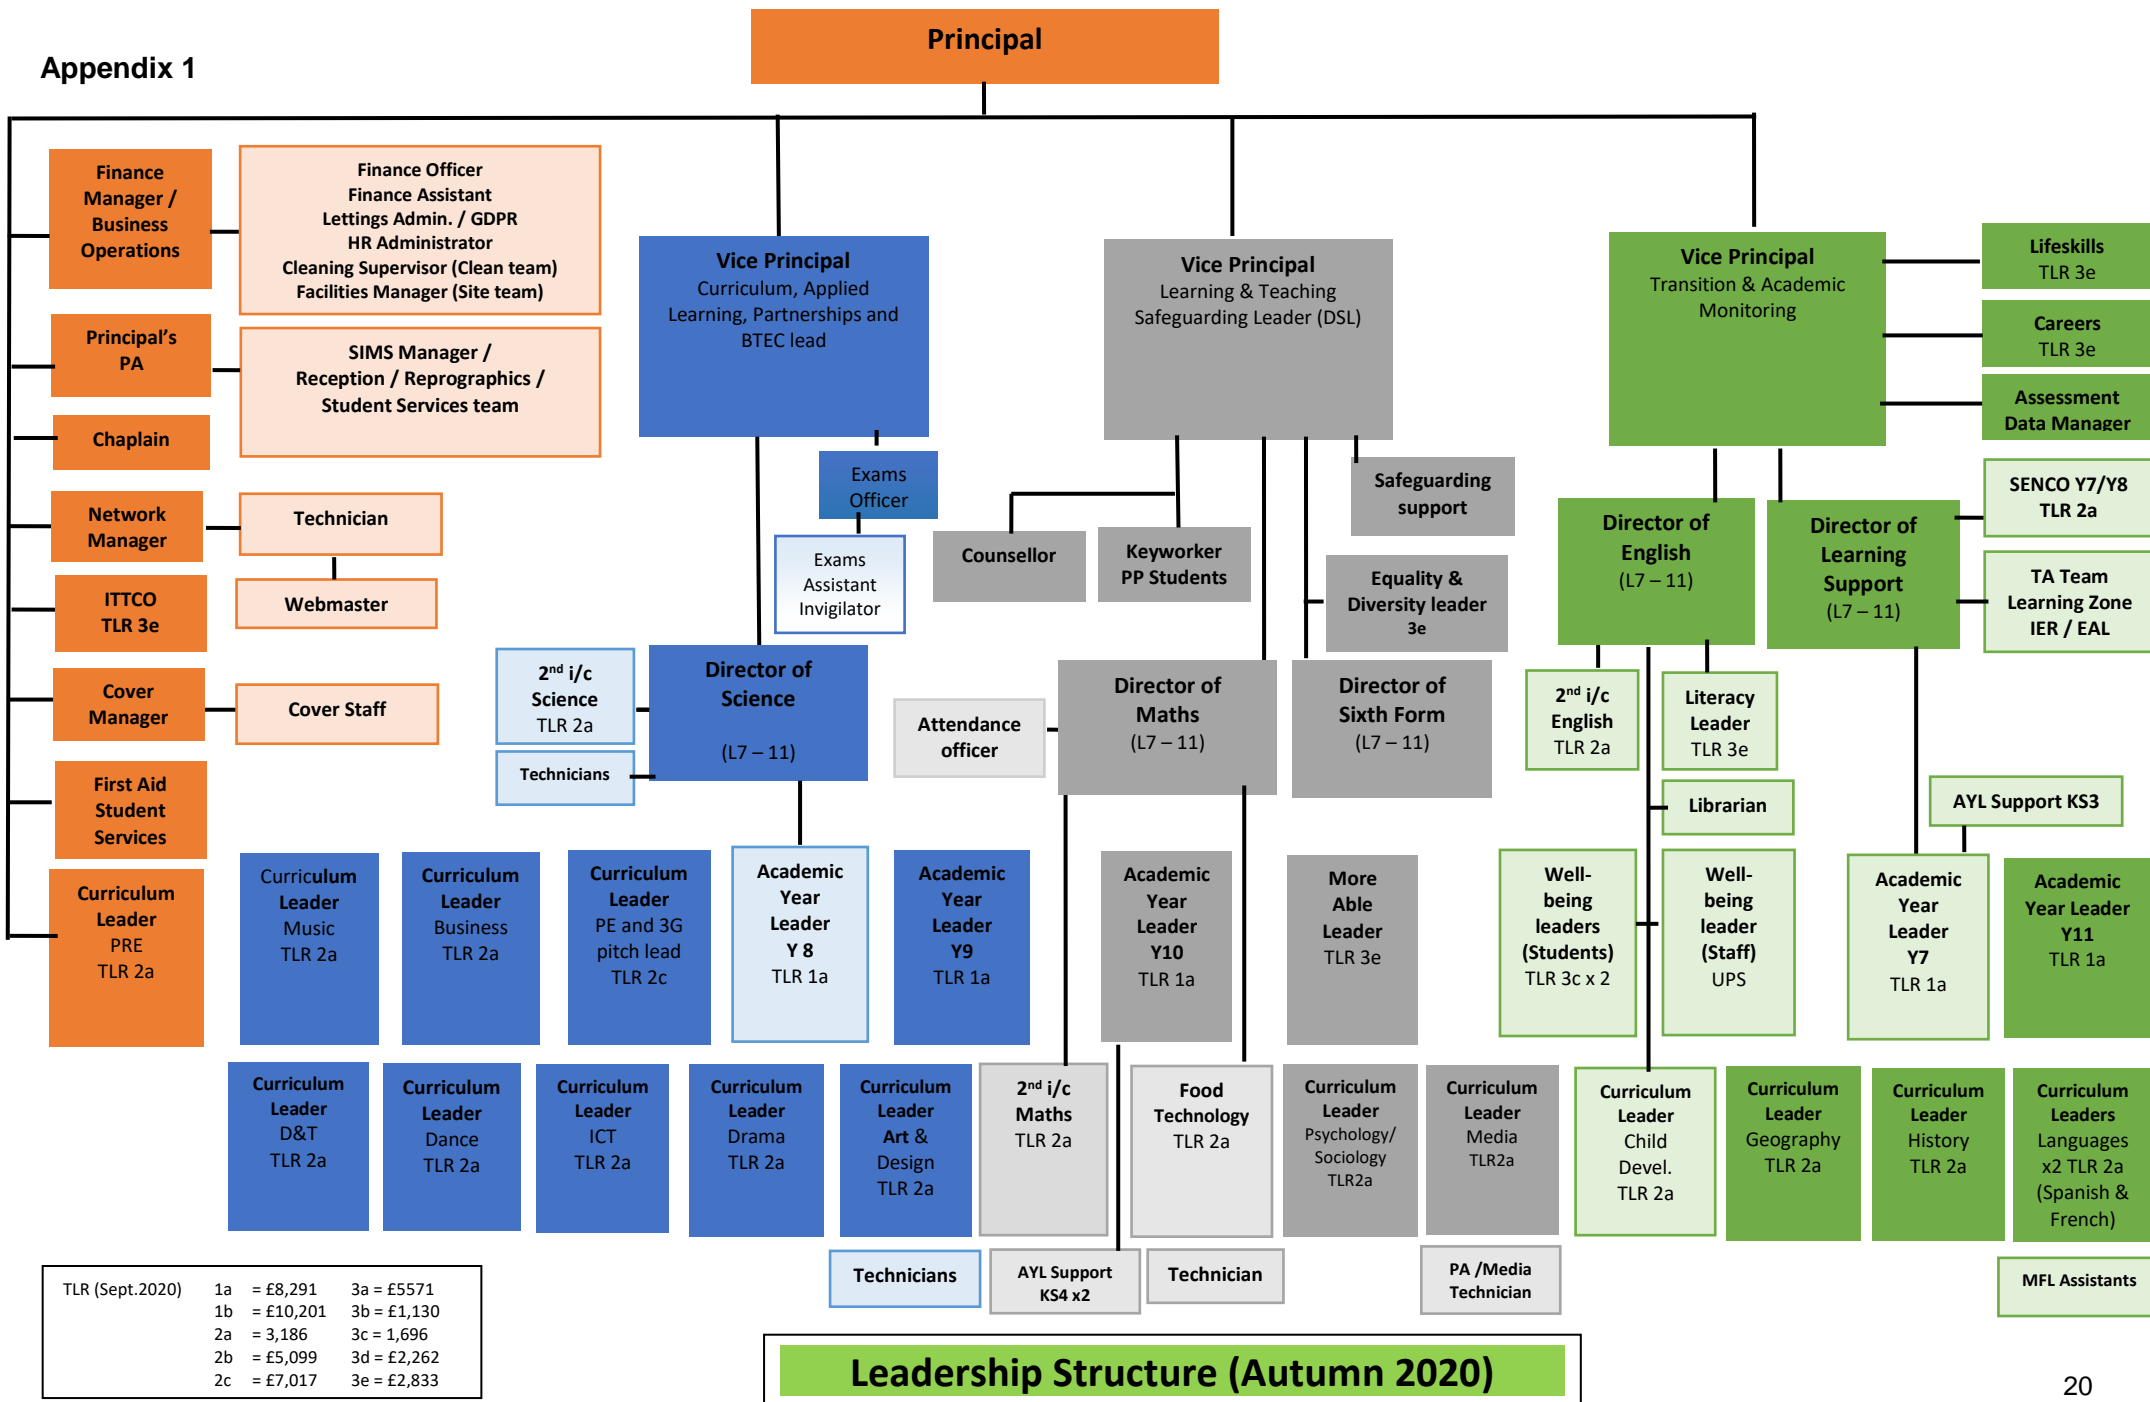 Appendix 1
Principal
Finance
Manager /
Business
Operations
Finance Officer
Finance Assistant
Lettings Admin. / GDPR
HR Administrator
Cleaning Supervisor (Clean team)
Facilities Manager (Site team)
Principal's
PA
SIMS Manager /
Reception / Reprographics /
Student Services team
Chaplain
Network
Manager
Technician
Webmaster
ITTCO
TLR 3e
Cover
Manager
Cover Staff
First Aid
Student
Services
Curriculum
Leader
PRE
TLR 2a
Vice Principal
Curriculum, Applied
Learning, Partnerships and
BTEC lead
Exams
Officer
Exams
Assistant
Invigilator
2nd i/c
Science
TLR 2a
Technicians
Director of
Science
(L7 – 11)
Curriculum
Leader
Music
TLR 2a
Curriculum
Leader
Business
TLR 2a
Curriculum
Leader
PE and 3G
pitch lead
TLR 2c
Academic
Year
Leader
Y 8
TLR 1a
Academic
Year
Leader
Y9
TLR 1a
Curriculum
Leader
D&T
TLR 2a
Curriculum
Leader
Dance
TLR 2a
Curriculum
Leader
ICT
TLR 2a
Curriculum
Leader
Drama
TLR 2a
Curriculum
Leader
Art &
Design
TLR 2a
Technicians
Vice Principal
Learning & Teaching
Safeguarding Leader (DSL)
Safeguarding
support
Counsellor
Keyworker
PP Students
Equality &
Diversity leader
3e
Attendance
officer
Director of
Maths
(L7 – 11)
Director of
Sixth Form
(L7 – 11)
Academic
Year
Leader
Y10
TLR 1a
More
Able
Leader
TLR 3e
2nd i/c
Maths
TLR 2a
Food
Technology
TLR 2a
Curriculum
Leader
Psychology/
Sociology
TLR2a
Curriculum
Leader
Media
TLR2a
AYL Support
KS4 x2
Technician
PA /Media
Technician
Vice Principal
Transition & Academic
Monitoring
Lifeskills
TLR 3e
Careers
TLR 3e
Assessment
Data Manager
Director of
English
(L7 – 11)
Director of
Learning
Support
(L7 – 11)
SENCO Y7/Y8
TLR 2a
TA Team
Learning Zone
IER / EAL
2nd i/c
English
TLR 2a
Literacy
Leader
TLR 3e
Librarian
AYL Support KS3
Well-
being
leaders
(Students)
TLR 3c x 2
Well-
being
leader
(Staff)
UPS
Academic
Year
Leader
Y7
TLR 1a
Academic
Year Leader
Y11
TLR 1a
Curriculum
Leader
Child
Devel.
TLR 2a
Curriculum
Leader
Geography
TLR 2a
Curriculum
Leader
History
TLR 2a
Curriculum
Leaders
Languages
x2 TLR 2a
(Spanish &
French)
MFL Assistants
TLR (Sept.2020) 1a = £8,291 3a = £5571
1b = £10,201 3b = £1,130
2a = 3,186 3c = 1,696
2b = £5,099 3d = £2,262
2c = £7,017 3e = £2,833
Leadership Structure (Autumn 2020)
20